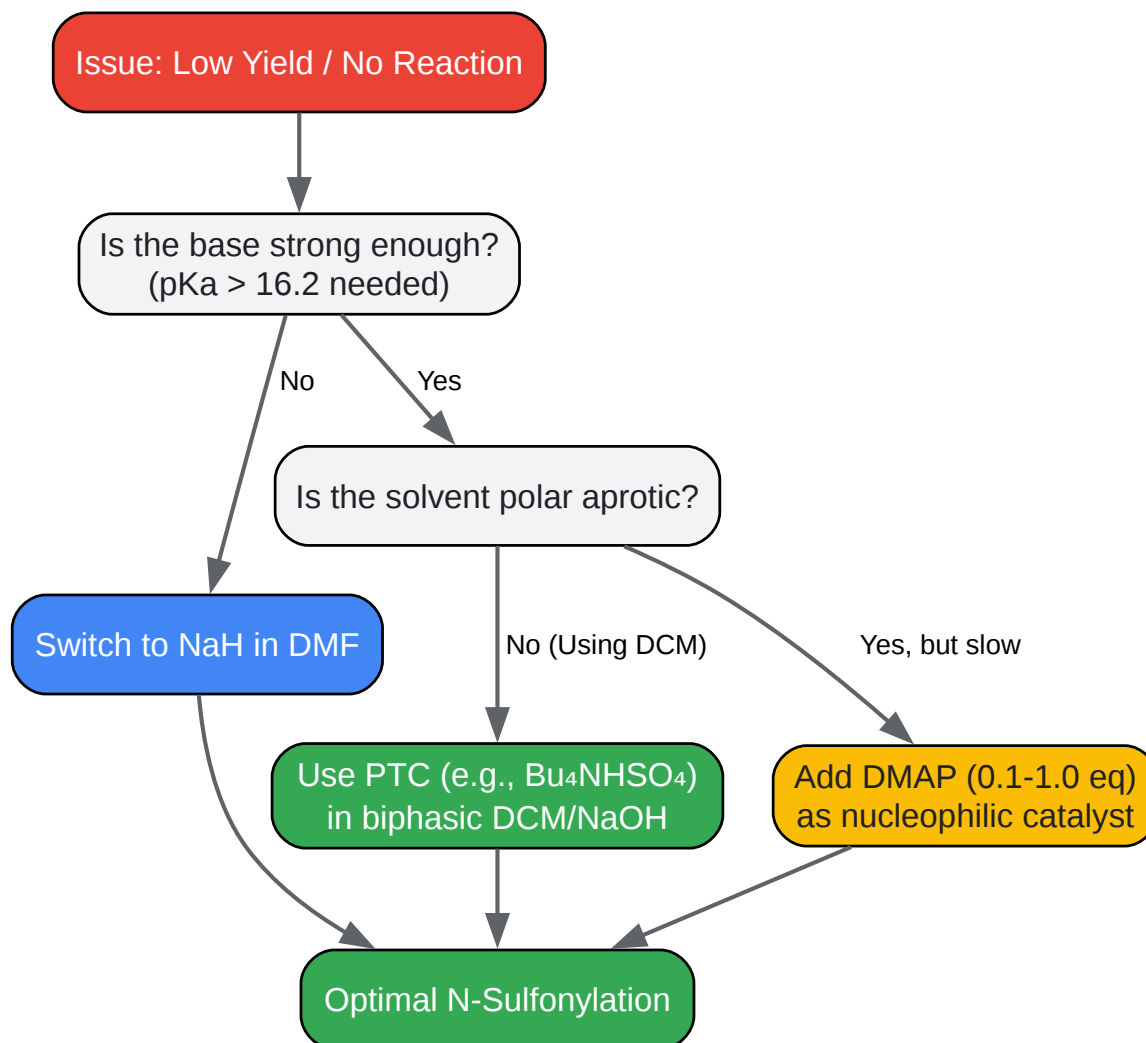 Issue: Low Yield / No Reaction
Is the base strong enough?
(pKa > 16.2 needed)
No
Yes
Is the solvent polar aprotic?
Switch to NaH in DMF
No (Using DCM)
Yes, but slow
Use PTC (e.g., Bu₄NHSO₄)
in biphasic DCM/NaOH
Add DMAP (0.1-1.0 eq)
as nucleophilic catalyst
Optimal N-Sulfonylation